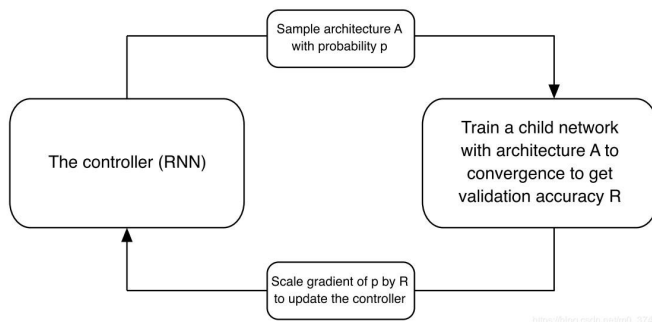 Sample architecture A
with probability p
The controller (RNN)
Train a child network
with architecture A to
convergence to get
validation accuracy R
Scale gradient of p by R
to update the controller